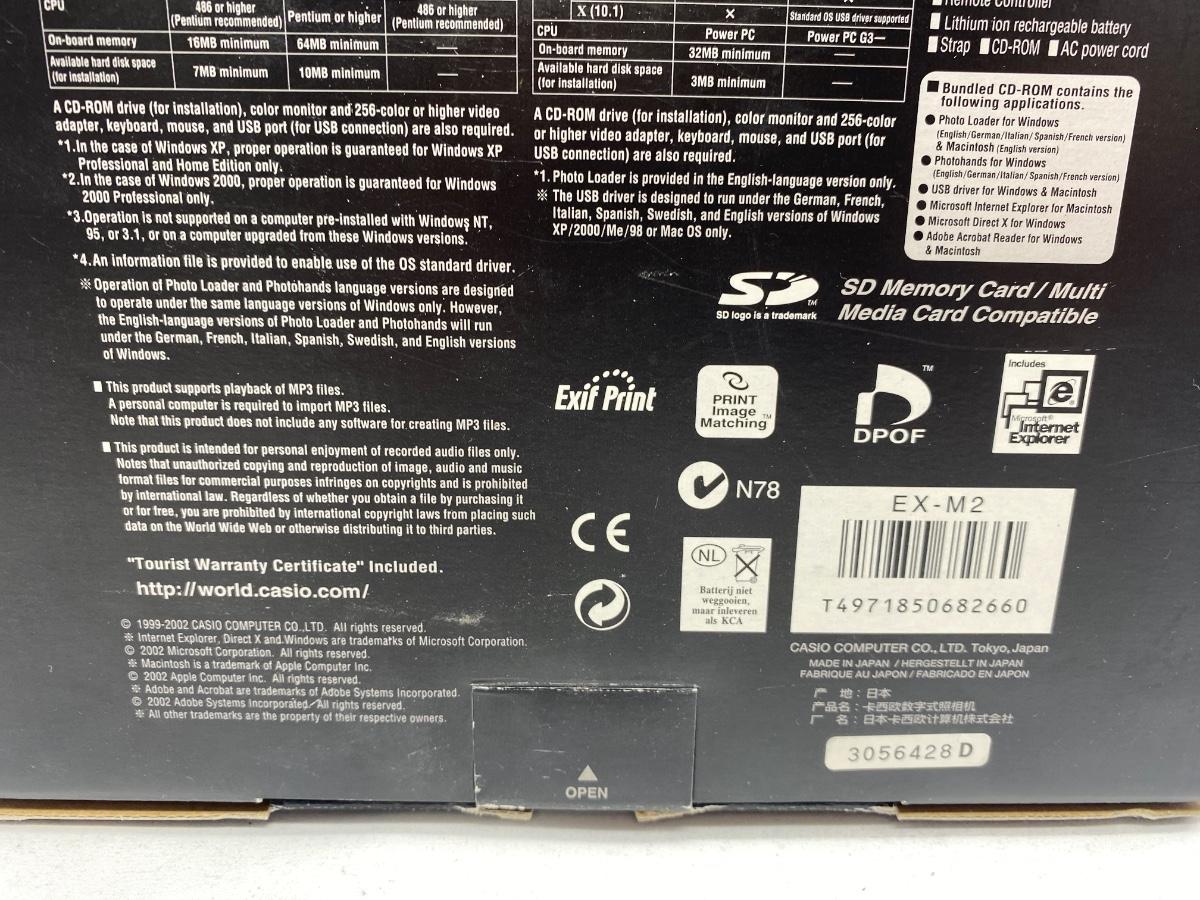 CPU
486 or higher
(Pentium recommended)
Pentium or higher
486 or higher
(Pentium recommended)
On-board memory
16MB minimum
64MB minimum
—
Available hard disk space
(for installation)
7MB minimum
10MB minimum
—
A CD-ROM drive (for installation), color monitor and 256-color or higher video
adapter, keyboard, mouse, and USB port (for USB connection) are also required.
*1.In the case of Windows XP, proper operation is guaranteed for Windows XP
Professional and Home Edition only.
*2.In the case of Windows 2000, proper operation is guaranteed for Windows
2000 Professional only.
*3.Operation is not supported on a computer pre-installed with Windows NT,
95, or 3.1, or on a computer upgraded from these Windows versions.
*4.An information file is provided to enable use of the OS standard driver.
※ Operation of Photo Loader and Photohands language versions are designed
to operate under the same language versions of Windows only. However,
the English-language versions of Photo Loader and Photohands will run
under the German, French, Italian, Spanish, Swedish, and English versions
of Windows.
■ This product supports playback of MP3 files.
A personal computer is required to import MP3 files.
Note that this product does not include any software for creating MP3 files.
■ This product is intended for personal enjoyment of recorded audio files only.
Notes that unauthorized copying and reproduction of image, audio and music
format files for commercial purposes infringes on copyrights and is prohibited
by international law. Regardless of whether you obtain a file by purchasing it
or for free, you are prohibited by international copyright laws from placing such
data on the World Wide Web or otherwise distributing it to third parties.
"Tourist Warranty Certificate" Included.
http://world.casio.com/
© 1999-2002 CASIO COMPUTER CO.,LTD. All rights reserved.
※ Internet Explorer, Direct X and Windows are trademarks of Microsoft Corporation.
© 2002 Microsoft Corporation. All rights reserved.
※ Macintosh is a trademark of Apple Computer Inc.
© 2002 Apple Computer Inc. All rights reserved.
※ Adobe and Acrobat are trademarks of Adobe Systems Incorporated.
© 2002 Adobe Systems Incorporated/All rights reserved.
※ All other trademarks are the property of their respective owners.
X (10.1)
×
Standard OS USB driver supported
CPU
Power PC
Power PC G3—
On-board memory
32MB minimum
—
Available hard disk space
(for installation)
3MB minimum
—
A CD-ROM drive (for installation), color monitor and 256-color
or higher video adapter, keyboard, mouse, and USB port (for
USB connection) are also required.
*1. Photo Loader is provided in the English-language version only.
※ The USB driver is designed to run under the German, French,
Italian, Spanish, Swedish, and English versions of Windows
XP/2000/Me/98 or Mac OS only.
■ Remote Controller
■ Lithium ion rechargeable battery
■ Strap ■ CD-ROM ■ AC power cord
■ Bundled CD-ROM contains the
following applications.
● Photo Loader for Windows
(English/German/Italian/Spanish/French version)
& Macintosh (English version)
● Photohands for Windows
(English/German/Italian/Spanish/French version)
● USB driver for Windows & Macintosh
● Microsoft Internet Explorer for Macintosh
● Microsoft Direct X for Windows
● Adobe Acrobat Reader for Windows
& Macintosh
SD TM
SD logo is a trademark
SD Memory Card / Multi
Media Card Compatible
Exif Print
PRINT
Image
Matching TM
TM
DPOF
Includes
Microsoft®
Internet
Explorer
N78
CE
NL
Batterij niet
weggooien,
maar inleveren
als KCA
EX-M2
T4971850682660
CASIO COMPUTER CO., LTD. Tokyo, Japan
MADE IN JAPAN / HERGESTELLT IN JAPAN
FABRIQUE AU JAPON / FABRICADO EN JAPON
产 地：日本
产品名：卡西欧数字式照相机
厂 名：日本卡西欧计算机株式会社
3056428 D
▲
OPEN